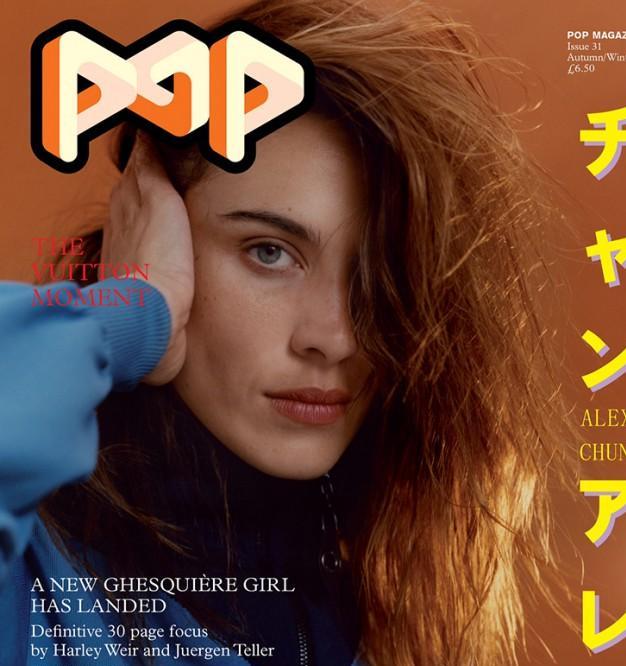 POP
POP MAGAZ
Issue 31
Autumn/Win
£6.50
THE
VUITTON
MOMENT
チ
ャ
ン
ALEX
CHUN
ア
レ
A NEW GHESQUIÈRE GIRL
HAS LANDED
Definitive 30 page focus
by Harley Weir and Juergen Teller